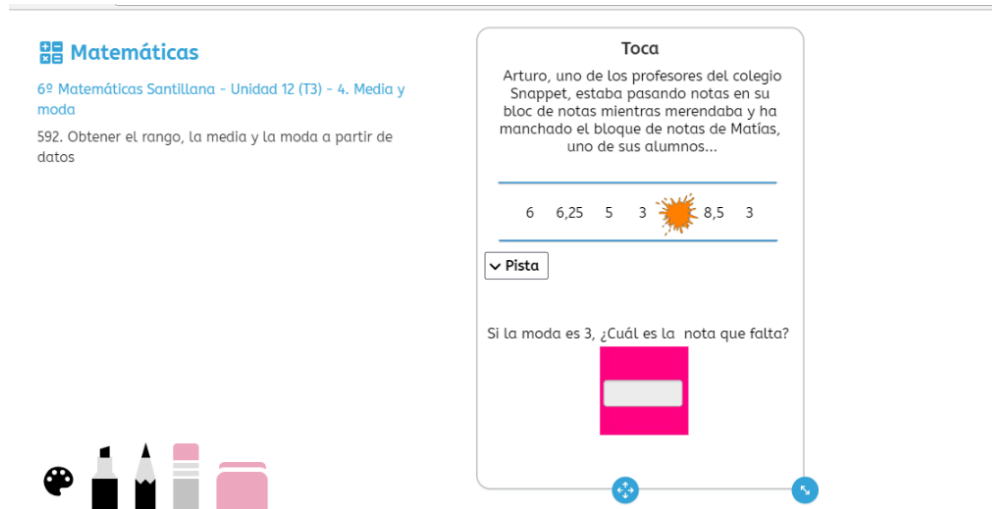 Matemáticas
6º Matemáticas Santillana - Unidad 12 (T3) - 4. Media y
moda
592. Obtener el rango, la media y la moda a partir de
datos
Toca
Arturo, uno de los profesores del colegio
Snappet, estaba pasando notas en su
bloc de notas mientras merendaba y ha
manchado el bloque de notas de Matías,
uno de sus alumnos...
6 6,25 5 3 8,5 3
Pista
Si la moda es 3, ¿Cuál es la nota que falta?